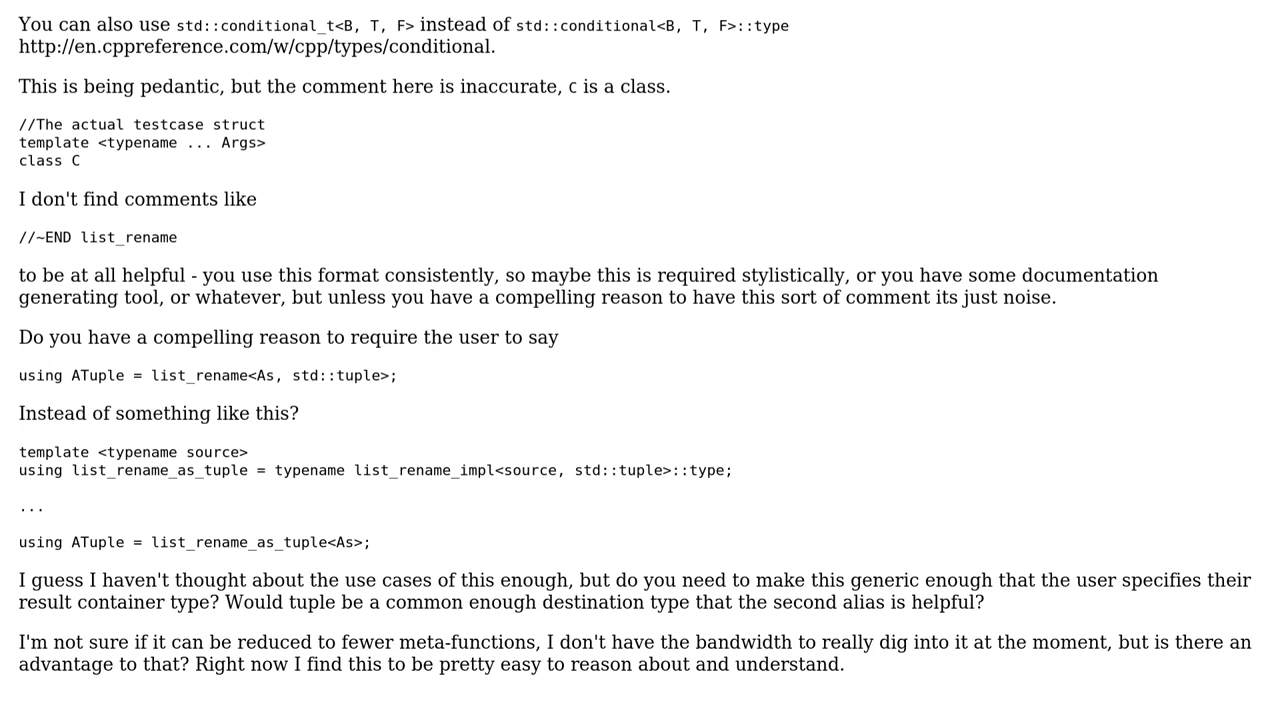 You can also use std::conditional_t<B, T, F> instead of std::conditional<B, T, F>::type
http://en.cppreference.com/w/cpp/types/conditional.
This is being pedantic, but the comment here is inaccurate, C is a class.
//The actual testcase struct
template <typename ... Args>
class C
I don't find comments like
//~END list_rename
to be at all helpful - you use this format consistently, so maybe this is required stylistically, or you have some documentation
generating tool, or whatever, but unless you have a compelling reason to have this sort of comment its just noise.
Do you have a compelling reason to require the user to say
using ATuple = list_rename<As, std::tuple>;
Instead of something like this?
template <typename source>
using list_rename_as_tuple = typename list_rename_impl<source, std::tuple>::type;
...
using ATuple = list_rename_as_tuple<As>;
I guess I haven't thought about the use cases of this enough, but do you need to make this generic enough that the user specifies their
result container type? Would tuple be a common enough destination type that the second alias is helpful?
I'm not sure if it can be reduced to fewer meta-functions, I don't have the bandwidth to really dig into it at the moment, but is there an
advantage to that? Right now I find this to be pretty easy to reason about and understand.